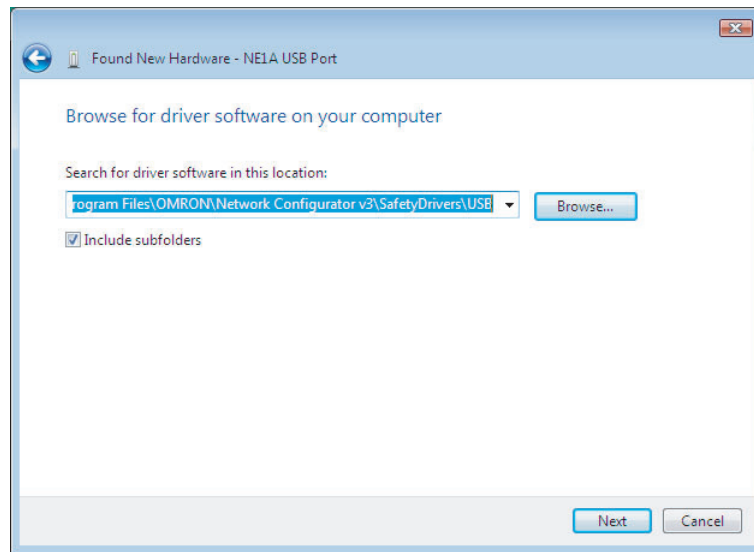 Found New Hardware - NE1A USB Port
Browse for driver software on your computer
Search for driver software in this location:
rogram Files\OMRON\Network Configurator v3\SafetyDrivers\USB
Browse...
Include subfolders
Next
Cancel